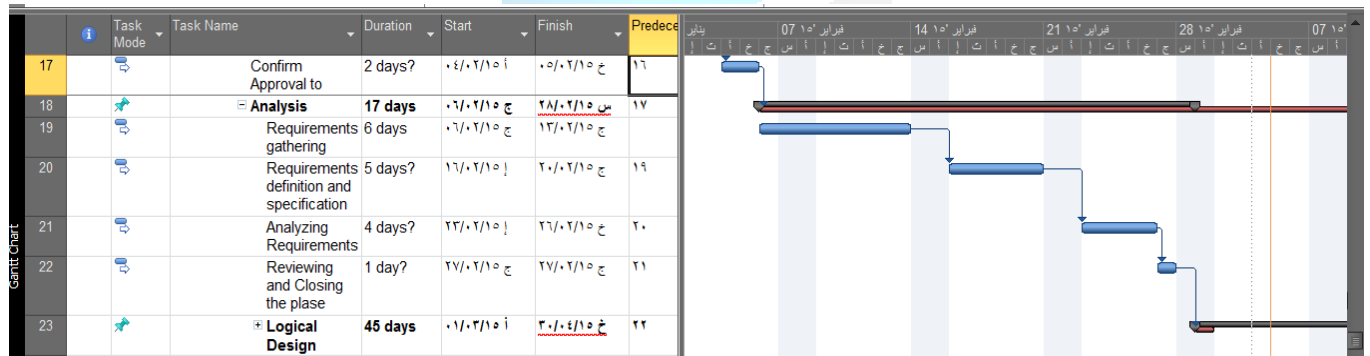 Task Mode Task Name Duration Start Finish Predece
17 Confirm Approval to 2 days? أ ٠٤/٠٢/١٥ خ ٠٥/٠٢/١٥ ١٦
18 Analysis 17 days ج ٠٦/٠٢/١٥ س ٢٨/٠٢/١٥ ١٧
19 Requirements gathering 6 days ج ٠٦/٠٢/١٥ ج ١٣/٠٢/١٥
20 Requirements definition and specification 5 days? إ ١٦/٠٢/١٥ ج ٢٠/٠٢/١٥ ١٩
21 Analyzing Requirements 4 days? إ ٢٣/٠٢/١٥ خ ٢٦/٠٢/١٥ ٢٠
22 Reviewing and Closing the plase 1 day? ج ٢٧/٠٢/١٥ ج ٢٧/٠٢/١٥ ٢١
23 Logical Design 45 days أ ٠١/٠٣/١٥ خ ٣٠/٠٤/١٥ ٢٢
Gantt Chart
يناير 07 فبراير '١٥ 14 فبراير '١٥ 21 فبراير '١٥ 28 فبراير '١٥ 07
إ ث أ خ ج س أ إ ث أ خ ج س أ إ ث أ خ ج س أ إ ث أ خ ج س أ إ ث أ خ ج س أ